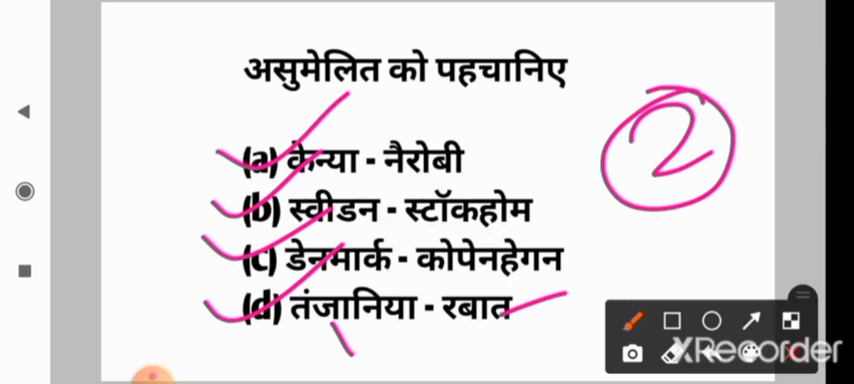 असुमेलित को पहचानिए
2
(a) केन्या - नैरोबी
(b) स्वीडन - स्टॉकहोम
(c) डेनमार्क - कोपेनहेगन
(d) तंजानिया - रबात
XRecorder